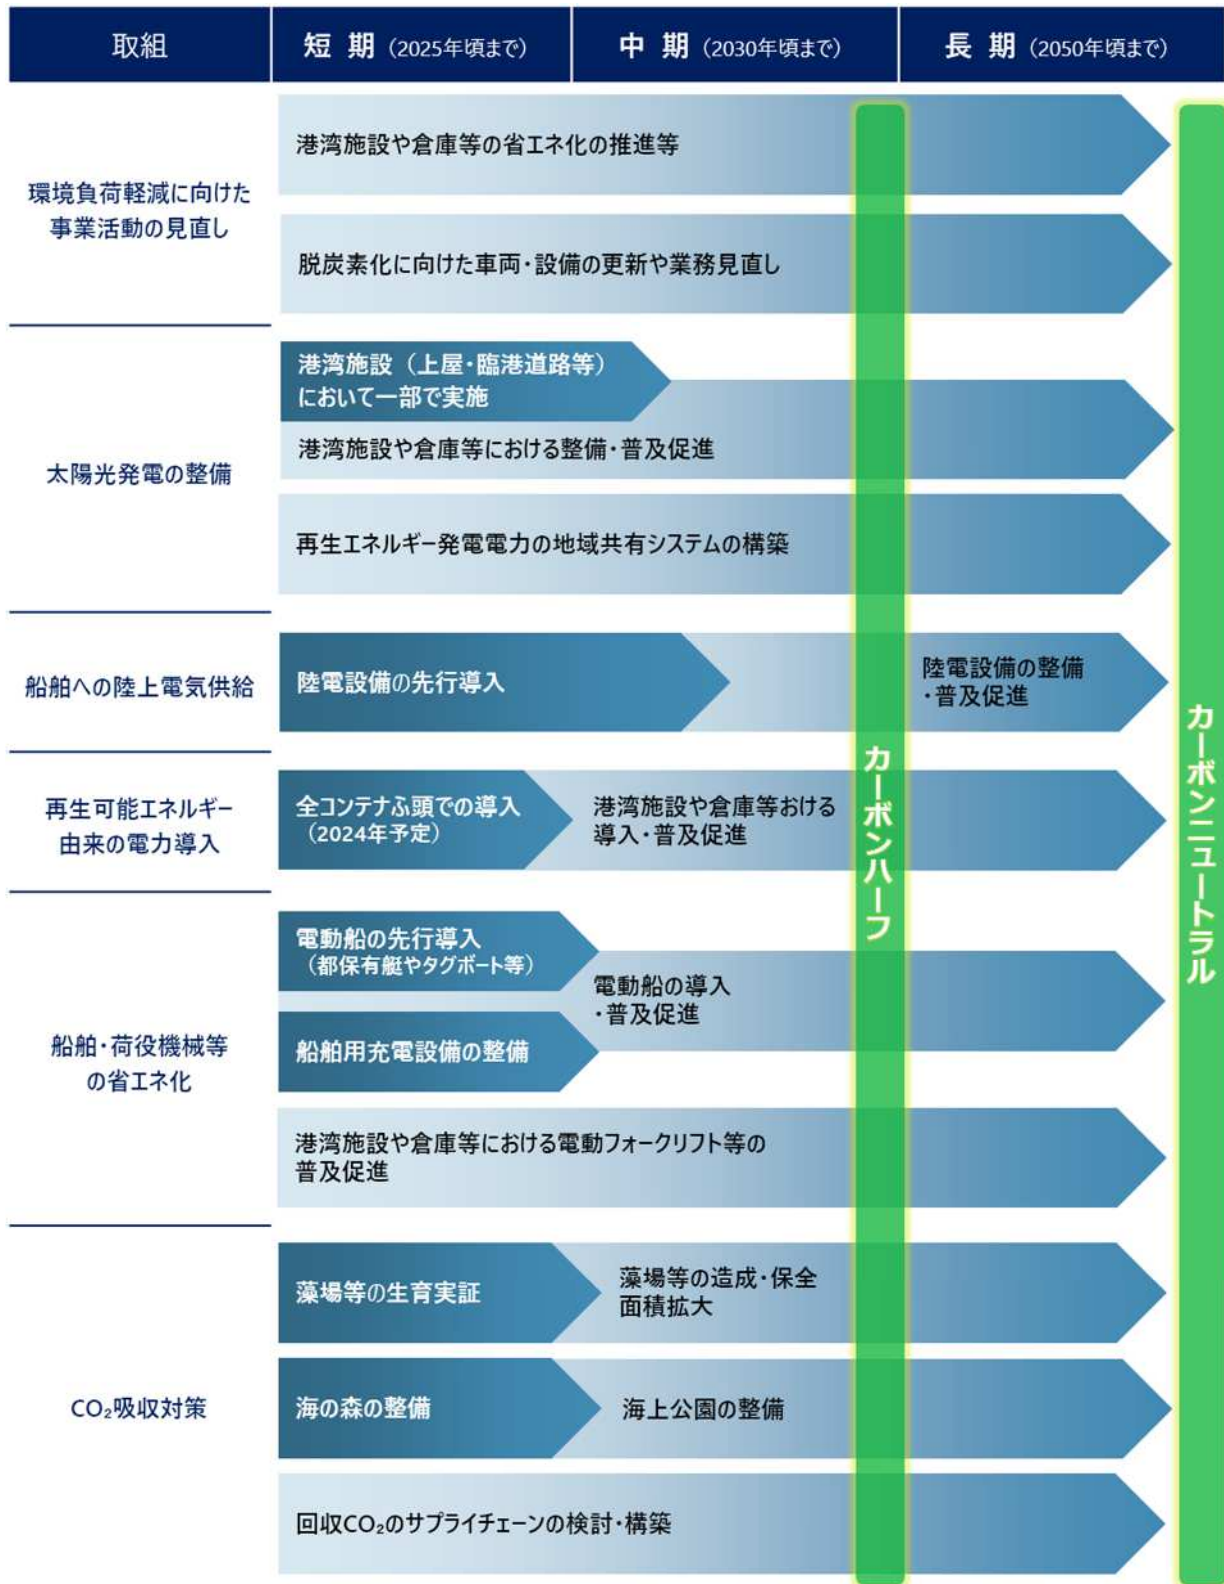 取組
短 期（2025年頃まで）
中 期（2030年頃まで）
長 期（2050年頃まで）
環境負荷軽減に向けた
事業活動の見直し
港湾施設や倉庫等の省エネ化の推進等
脱炭素化に向けた車両・設備の更新や業務見直し
太陽光発電の整備
港湾施設（上屋・臨港道路等）
において一部で実施
港湾施設や倉庫等における整備・普及促進
再生エネルギー発電電力の地域共有システムの構築
船舶への陸上電気供給
陸電設備の先行導入
陸電設備の整備
・普及促進
再生可能エネルギー
由来の電力導入
全コンテナふ頭での導入
（2024年予定）
港湾施設や倉庫等おける
導入・普及促進
船舶・荷役機械等
の省エネ化
電動船の先行導入
（都保有艇やタグボート等）
船舶用充電設備の整備
電動船の導入
・普及促進
港湾施設や倉庫等における電動フォークリフト等の
普及促進
CO₂吸収対策
藻場等の生育実証
藻場等の造成・保全
面積拡大
海の森の整備
海上公園の整備
回収CO₂のサプライチェーンの検討・構築
カーボンハーフ
カーボンニュートラル